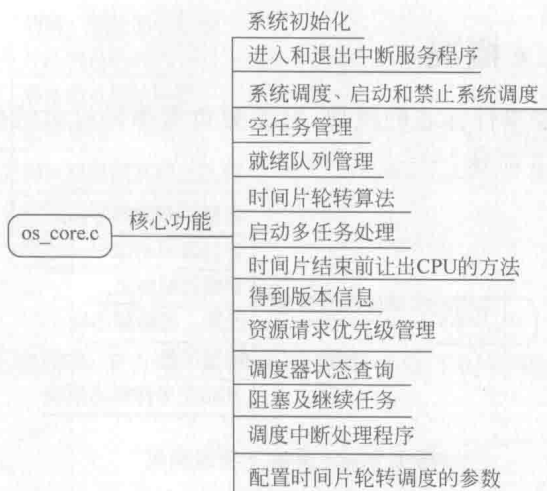 系统初始化
进入和退出中断服务程序
系统调度、启动和禁止系统调度
空任务管理
就绪队列管理
时间片轮转算法
os_core.c
核心功能
启动多任务处理
时间片结束前让出CPU的方法
得到版本信息
资源请求优先级管理
调度器状态查询
阻塞及继续任务
调度中断处理程序
配置时间片轮转调度的参数